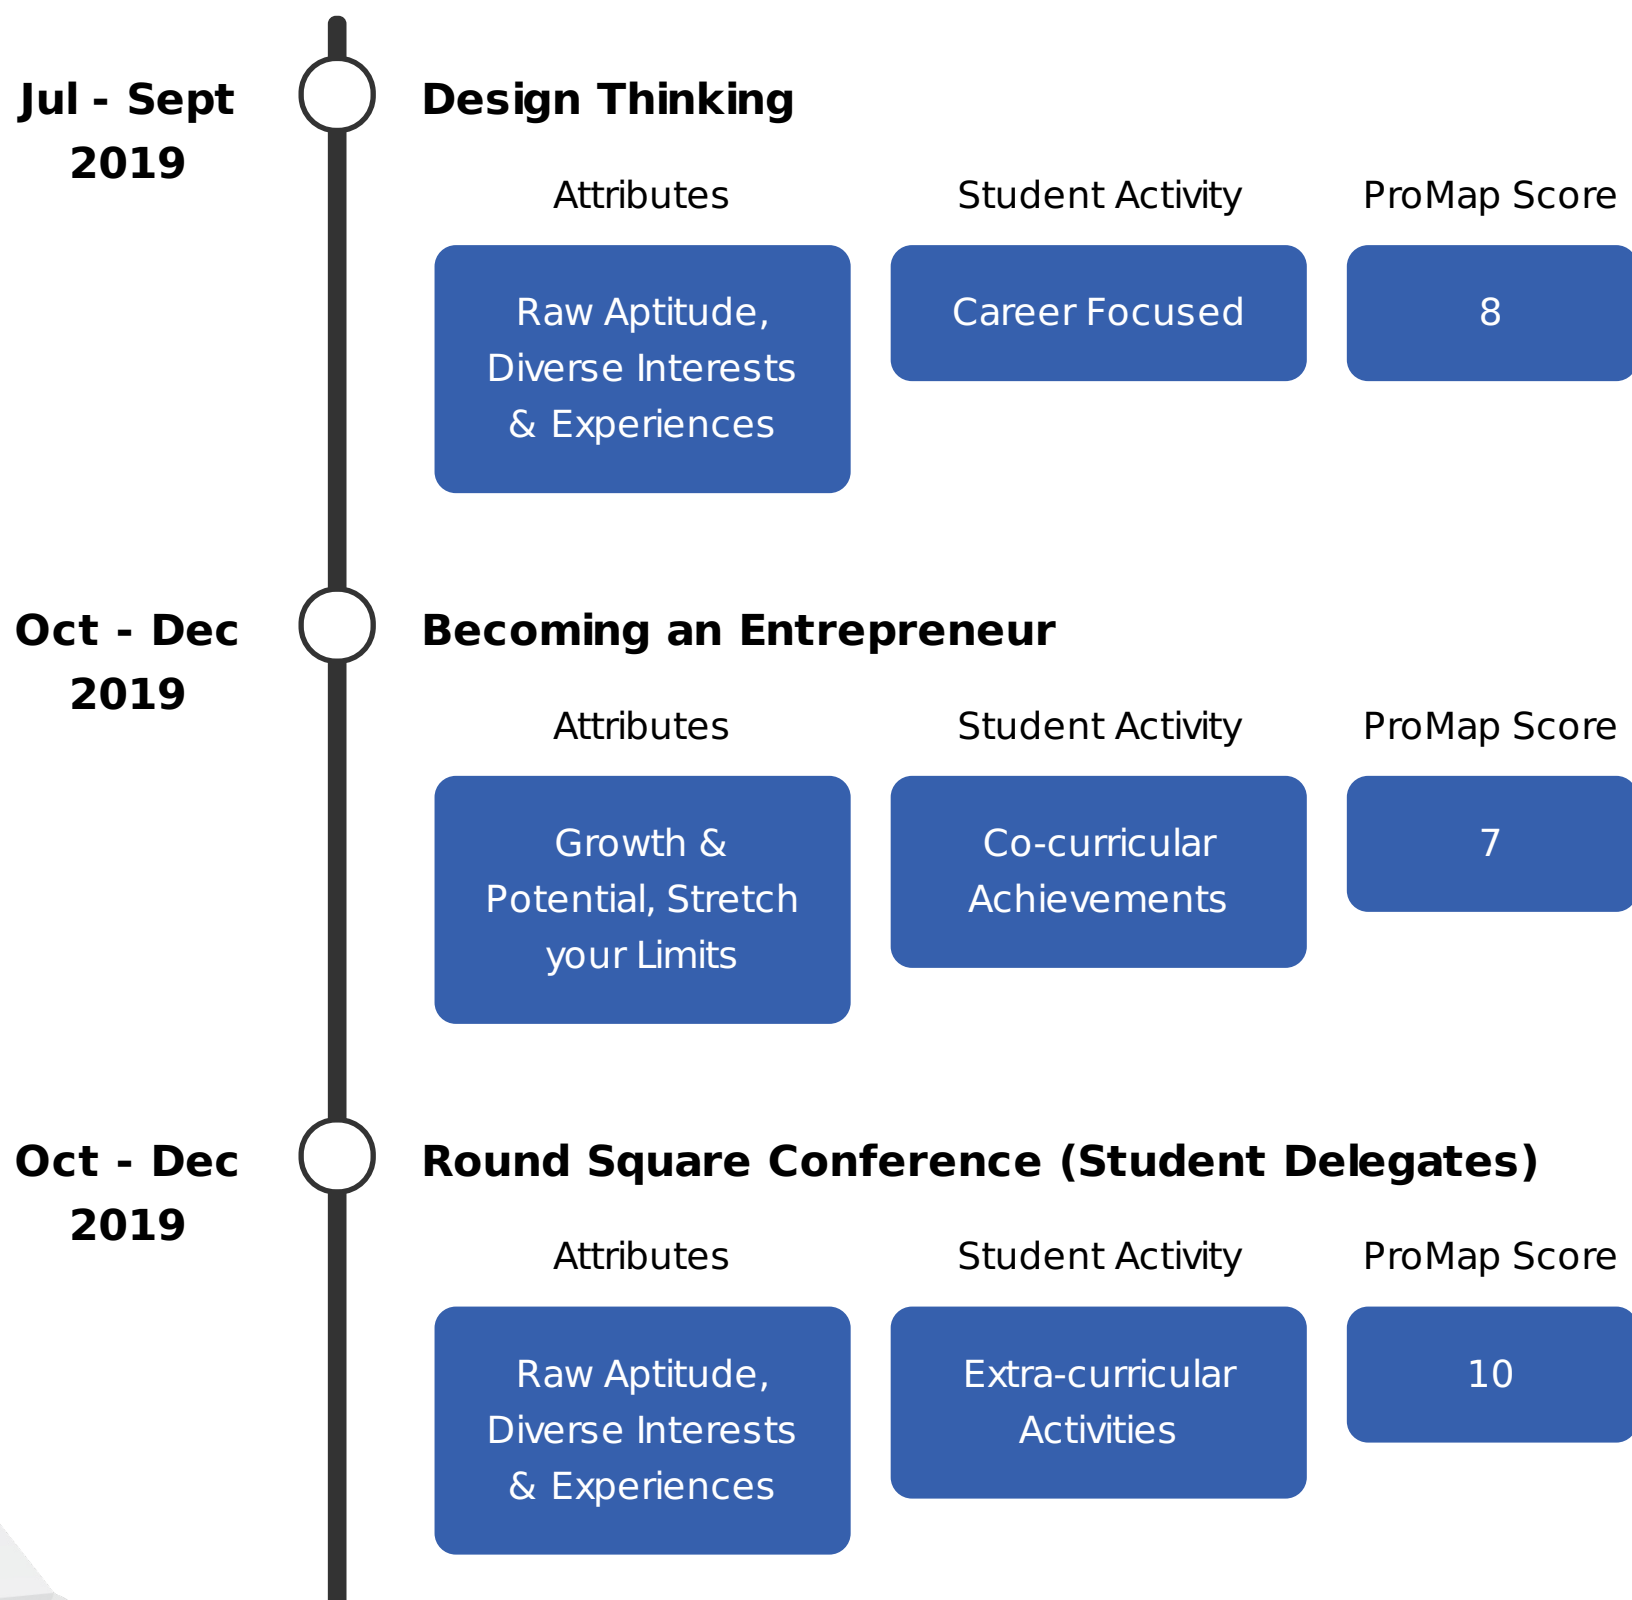 Jul - Sept
2019
Design Thinking
Attributes
Student Activity
ProMap Score
Raw Aptitude,
Diverse Interests
& Experiences
Career Focused
8
Oct - Dec
2019
Becoming an Entrepreneur
Attributes
Student Activity
ProMap Score
Growth &
Potential, Stretch
your Limits
Co-curricular
Achievements
7
Oct - Dec
2019
Round Square Conference (Student Delegates)
Attributes
Student Activity
ProMap Score
Raw Aptitude,
Diverse Interests
& Experiences
Extra-curricular
Activities
10